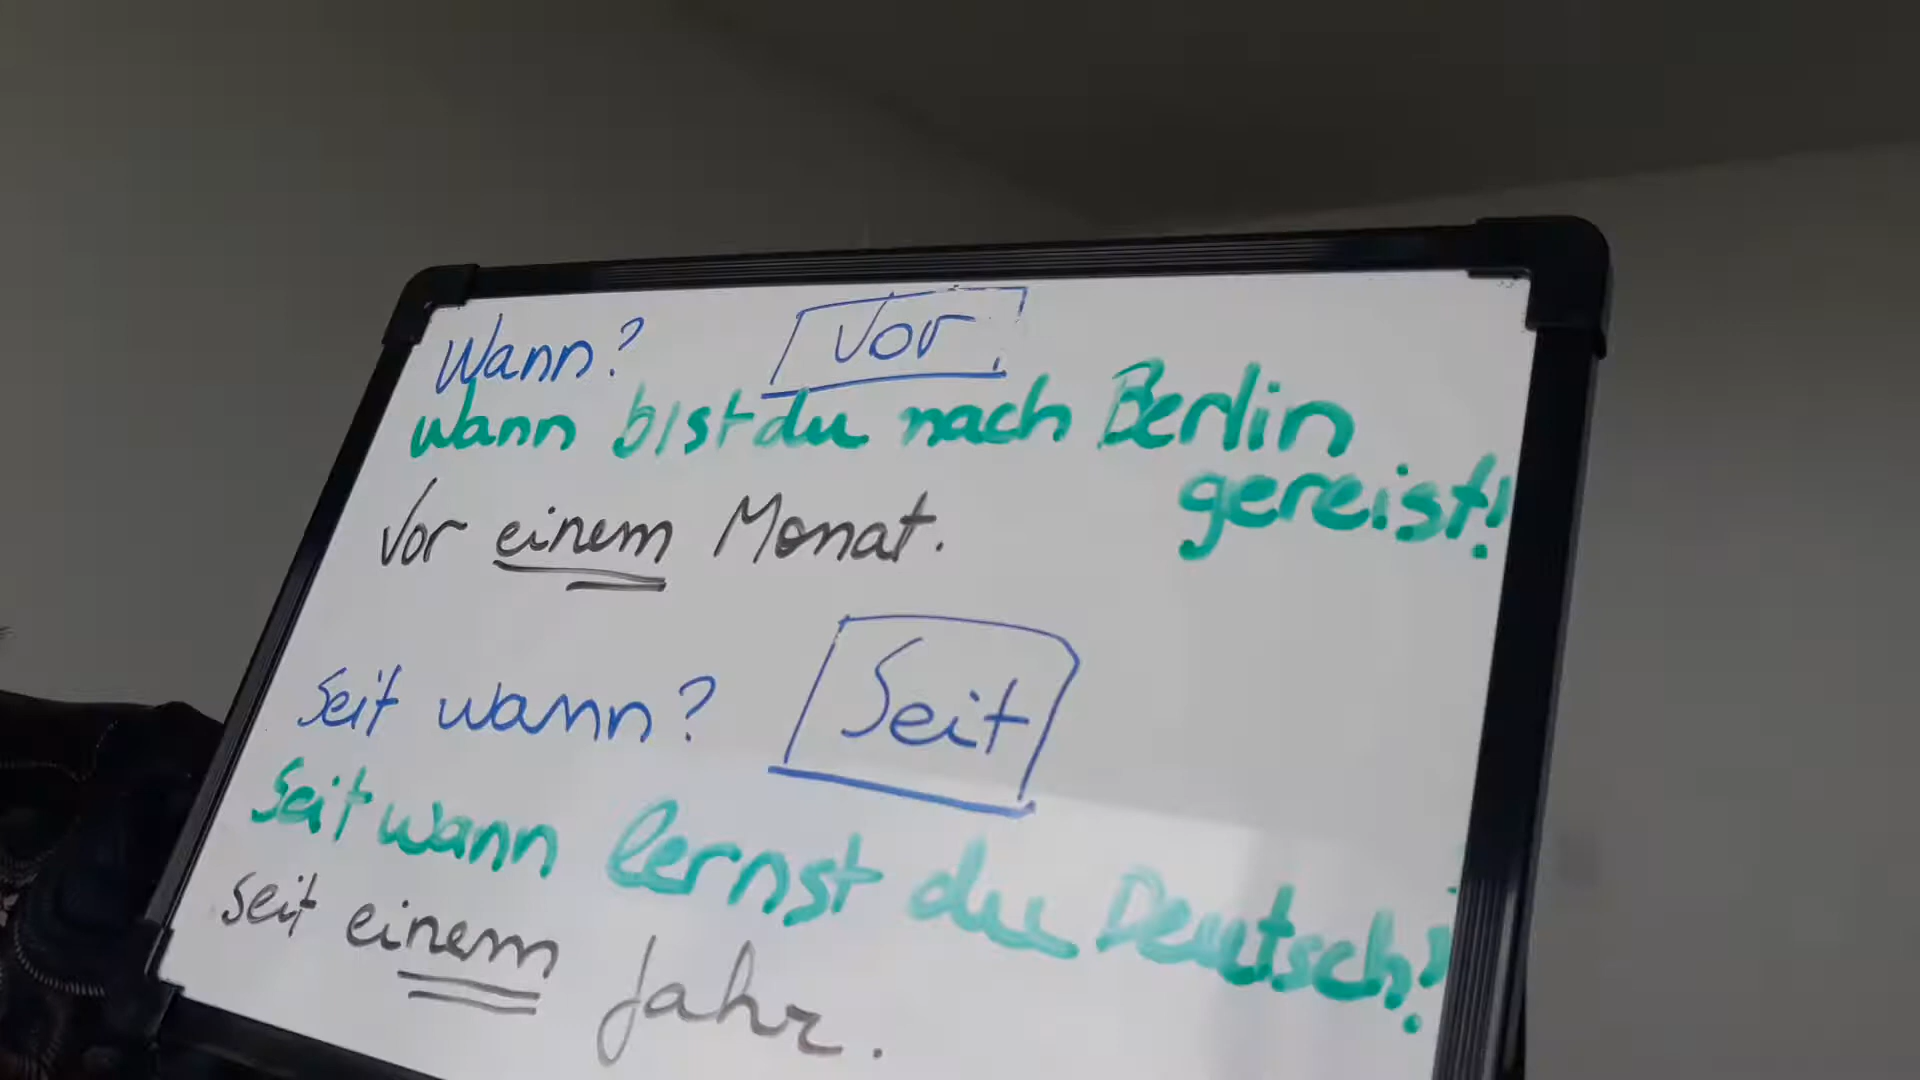 Wann? Vor
wann bist du nach Berlin
gereist?
Vor einem Monat.
Seit wann? Seit
Seit wann lernst du Deutsch?
seit einem Jahr.